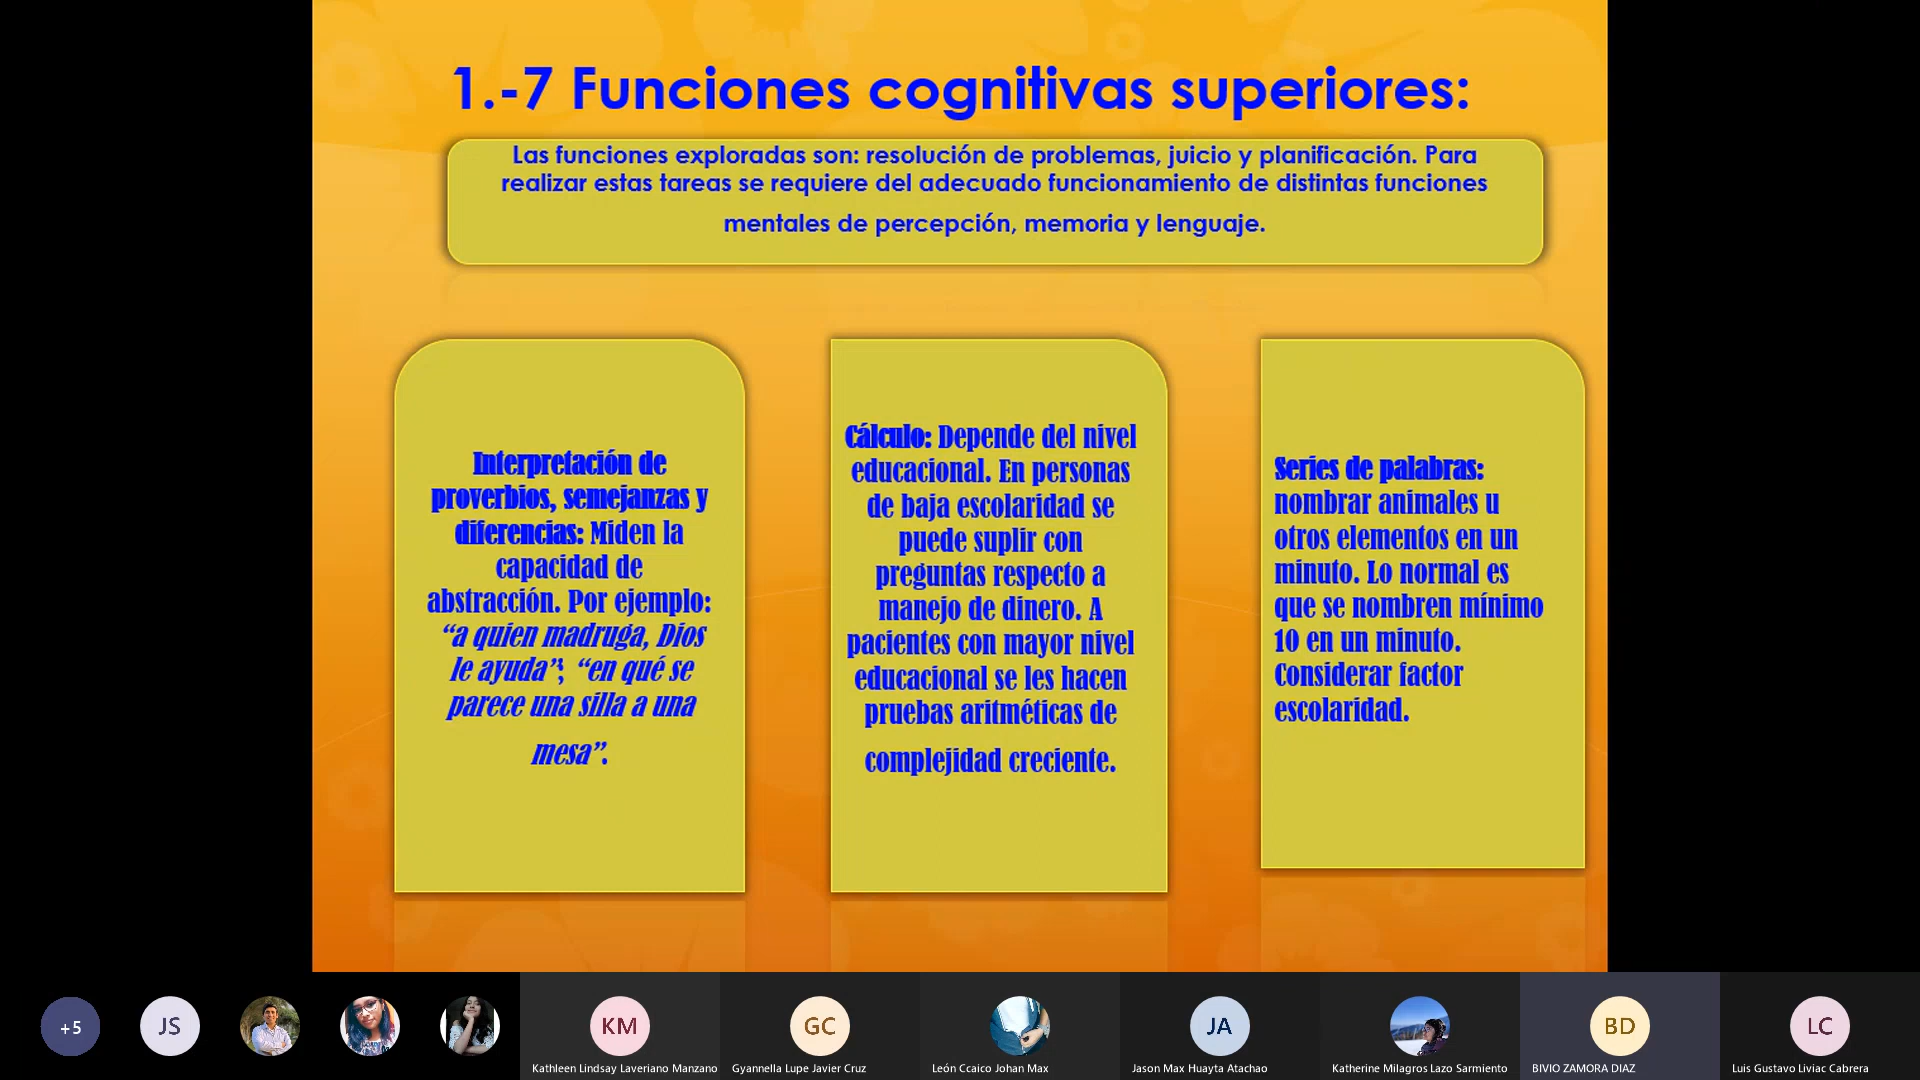 1.-7 Funciones cognitivas superiores:
Las funciones exploradas son: resolución de problemas, juicio y planificación. Para
realizar estas tareas se requiere del adecuado funcionamiento de distintas funciones
mentales de percepción, memoria y lenguaje.
Interpretación de
proverbios, semejanzas y
diferencias: Miden la
capacidad de
abstracción. Por ejemplo:
“a quien madruga, Dios
le ayuda”; “en qué se
parece una silla a una
mesa”.
Cálculo: Depende del nivel
educacional. En personas
de baja escolaridad se
puede suplir con
preguntas respecto a
manejo de dinero. A
pacientes con mayor nivel
educacional se les hacen
pruebas aritméticas de
complejidad creciente.
Series de palabras:
nombrar animales u
otros elementos en un
minuto. Lo normal es
que se nombren mínimo
10 en un minuto.
Considerar factor
escolaridad.
+5
JS
KM
Kathleen Lindsay Laveriano Manzano
GC
Gyannella Lupe Javier Cruz
León Ccaico Johan Max
JA
Jason Max Huayta Atachao
Katherine Milagros Lazo Sarmiento
BD
BIVIO ZAMORA DIAZ
LC
Luis Gustavo Liviac Cabrera